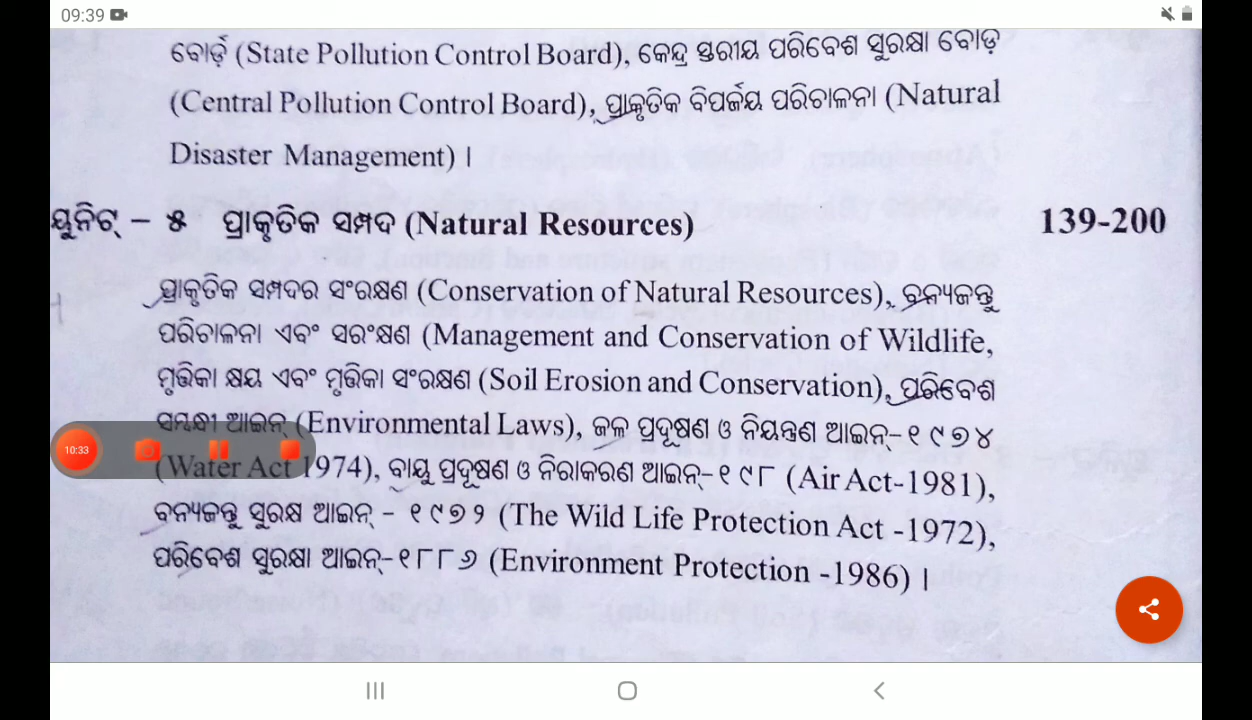 09:39
ବୋର୍ଡ଼ (State Pollution Control Board), କେନ୍ଦ୍ର ସ୍ତରୀୟ ପରିବେଶ ସୁରକ୍ଷା ବୋଡ଼
(Central Pollution Control Board), ପ୍ରାକୃତିକ ବିପର୍ଜୟ ପରିଚାଳନା (Natural
Disaster Management) ।
ୟୁନିଟ୍ – ୫ ପ୍ରାକୃତିକ ସମ୍ପଦ (Natural Resources) 139-200
ପ୍ରାକୃତିକ ସମ୍ପଦର ସଂରକ୍ଷଣ (Conservation of Natural Resources), ବନ୍ୟଜନ୍ତୁ
ପରିଚାଳନା ଏବଂ ସରଂକ୍ଷଣ (Management and Conservation of Wildlife,
ମୃତ୍ତିକା କ୍ଷୟ ଏବଂ ମୃତ୍ତିକା ସଂରକ୍ଷଣ (Soil Erosion and Conservation), ପରିବେଶ
ସମ୍ବନ୍ଧୀ ଆଇନ୍ (Environmental Laws), ଜଳ ପ୍ରଦୂଷଣ ଓ ନିୟନ୍ତ୍ରଣ ଆଇନ–୧୯୭୪
10:33
(Water Act 1974), ବାୟୁ ପ୍ରଦୂଷଣ ଓ ନିରାକରଣ ଆଇନ୍–୧୯୮ (Air Act-1981),
ବନ୍ୟଜନ୍ତୁ ସୁରକ୍ଷ ଆଇନ୍ – ୧୯୭୨ (The Wild Life Protection Act -1972),
ପରିବେଶ ସୁରକ୍ଷା ଆଇନ୍–୧୮୮୬ (Environment Protection -1986) ।